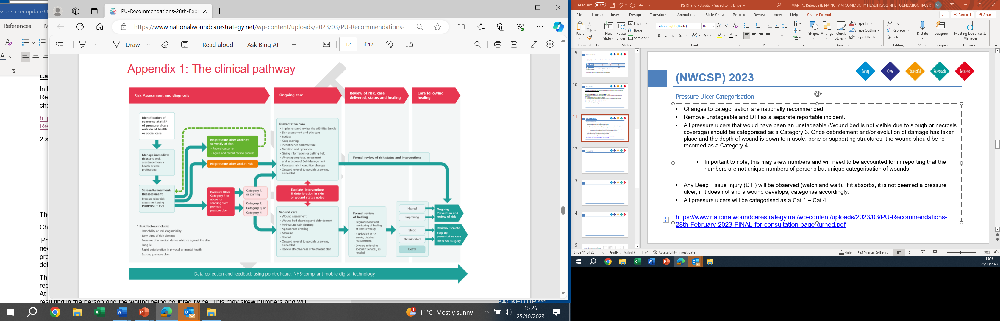 ssure ulcer update O
References
PU-Recommendations-28th-Febr
https://www.nationalwoundcarestrategy.net/wp-content/uploads/2023/03/PU-Recommendations-...
Draw
Read aloud
Ask Bing AI
12
of 17
Appendix 1: The clinical pathway
Risk Assessment and diagnosis
Ongoing care
Review of risk, care
delivered, status and healing
Care following
healing
Identification of
someone at risk*
of pressure ulcers
outside of health
or social care
Manage immediate
risks and seek
assistance from a
health or care
professional
Screen/Assessment/
Reassessment
Pressure ulcer risk
assessment using
PURPOSE T tool
No pressure ulcer and not
currently at risk
• Record outcome
• Agree and record review process
No pressure ulcer and at risk
Pressure Ulcer
Category 1 or
above, or
scarring from
previous
pressure ulcer
Category 1,
or scarring
Category 2,
Category 3, or
Category 4
Preventative care
• Implement and review the aSSKINg Bundle
• Skin assessment and skin care
• Surface
• Keep moving
• Incontinence and moisture
• Nutrition and hydration
• Giving information or getting help
• When appropriate, assessment
and initiation of Self-Management
• Re-assess risk if condition changes
• Onward referral to specialist services,
as needed
Escalate interventions
if deterioration in skin
or wound status noted
Wound care
• Wound assessment
• Wound bed cleansing and debridement
• Peri-wound skin cleaning
• Appropriate dressing
• Measure
• Record
• Onward referral to specialist services,
as needed
• Review effectiveness of treatment plan
Formal review of risk status and interventions
Formal review
of healing
• Regular review and
monitoring of healing
at least 4 weekly
• If unhealed at 12
weeks, detailed
reassessment
• Onward referral to
specialist services, as
needed
Healed
Improving
Static
Deteriorated
Death
Ongoing
Prevention and
review of risk
Review/Escalate
Step up
preventative care
Refer for surgery
* Risk factors include:
• Immobility or reducing mobility
• Early signs of skin damage
• Presence of a medical device which is against the skin
• Long lie
• Rapid deterioration in physical or mental health
• Existing pressure ulcer
Data collection and feedback using point-of-care, NHS-compliant mobile digital technology
resulting in the person and the wound being counted twice. This may skew numbers and will
BACKED UP ***
11°C Mostly sunny
15:26
25/10/2023
AutoSave Off
PSIRF and PU.pptx • Saved to H: Drive
MARTIN, Rebecca (BIRMINGHAM COMMUNITY HEALTHCARE NHS FOUNDATION TRUST)
MR
File Home Insert Design Transitions Animations Slide Show Record Review View Help Shape Format
Record
Share
Paste
New
Slide
Reuse
Slides
Layout
Reset
Section
Calibri Light (Body)
16
Shapes
Arrange
Quick
Styles
Shape Fill
Shape Outline
Shape Effects
Find
Replace
Select
Dictate
Designer
Meeting Documents
Manager
Clipboard
Slides
Font
Paragraph
Drawing
Editing
Voice
Designer
Decisions
9
10
11
12
13
14
15
(NWCSP) 2023
Caring
Open
Respectful
Responsible
Inclusive
Pressure Ulcer Categorisation
• Changes to categorisation are nationally recommended.
• Remove unstageable and DTI as a separate reportable incident.
• All pressure ulcers that would have been an unstageable (Wound bed is not visible due to slough or necrosis
coverage) should be categorised as a Category 3. Once debridement and/or evolution of damage has taken
place and the depth of wound is down to muscle, bone or supporting structures, the wound should be re-
recorded as a Category 4.
• Important to note, this may skew numbers and will need to be accounted for in reporting that the
numbers are not unique numbers of persons but unique categorisation of wounds.
• Any Deep Tissue Injury (DTI) will be observed (watch and wait). If it absorbs, it is not deemed a pressure
ulcer, if it does not and a wound develops, categorise accordingly.
• All pressure ulcers will be categorised as a Cat 1 – Cat 4
https://www.nationalwoundcarestrategy.net/wp-content/uploads/2023/03/PU-Recommendations-
28th-February-2023-FINAL-for-consultation-page-turned.pdf
Slide 11 of 20
English (United Kingdom)
Accessibility: Investigate
Notes
Display Settings
90%
15:26
25/10/2023